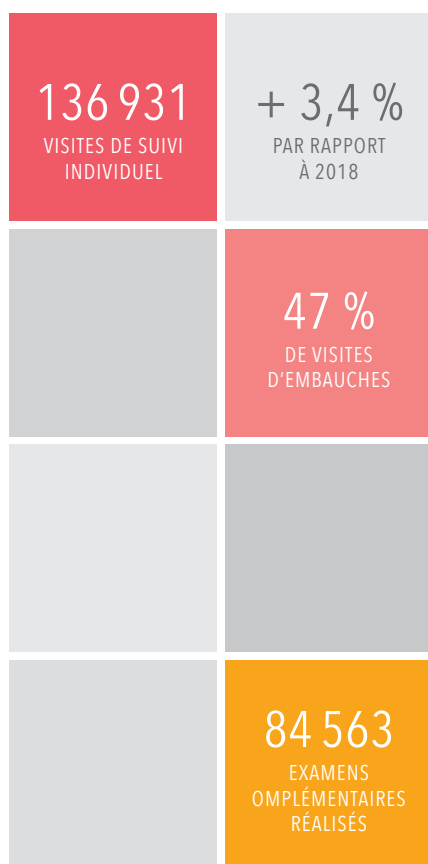 136 931
VISITES DE SUIVI
INDIVIDUEL
+ 3,4 %
PAR RAPPORT
À 2018
47 %
DE VISITES
D'EMBAUCHES
84 563
EXAMENS
OMPLÉMENTAIRES
RÉALISÉS